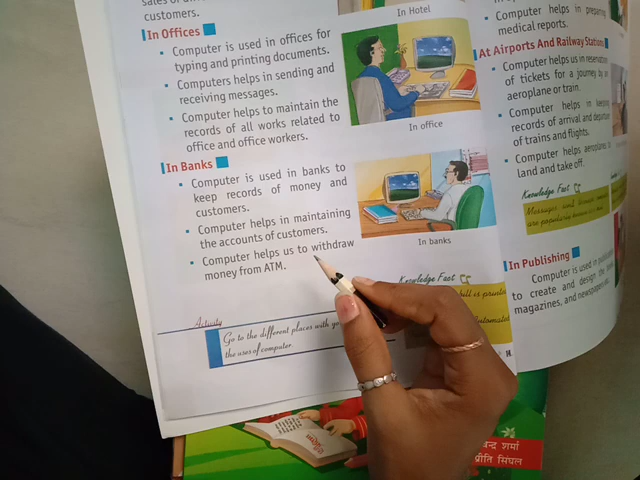 customers.
In Hotel
In Offices
• Computer is used in offices for
typing and printing documents.
• Computers helps in sending and
receiving messages.
• Computer helps to maintain the
records of all works related to
office and office workers.
In office
In Banks
• Computer is used in banks to
keep records of money and
customers.
• Computer helps in maintaining
the accounts of customers.
• Computer helps us to withdraw
money from ATM.
In banks
Knowledge Fact
Activity
Go to the different places with
the uses of computer.
• Computer helps in preparing
medical reports.
At Airports And Railway Stations
• Computer helps us in reservation
of tickets for a journey by
aeroplane or train.
• Computer helps in keeping
records of arrival and departure
of trains and flights.
• Computer helps aeroplanes to
land and take off.
Knowledge Fact
In Publishing
Computer is used in
to create and design the
magazines, and newspaper
शर्मा
प्रीति सिंघल